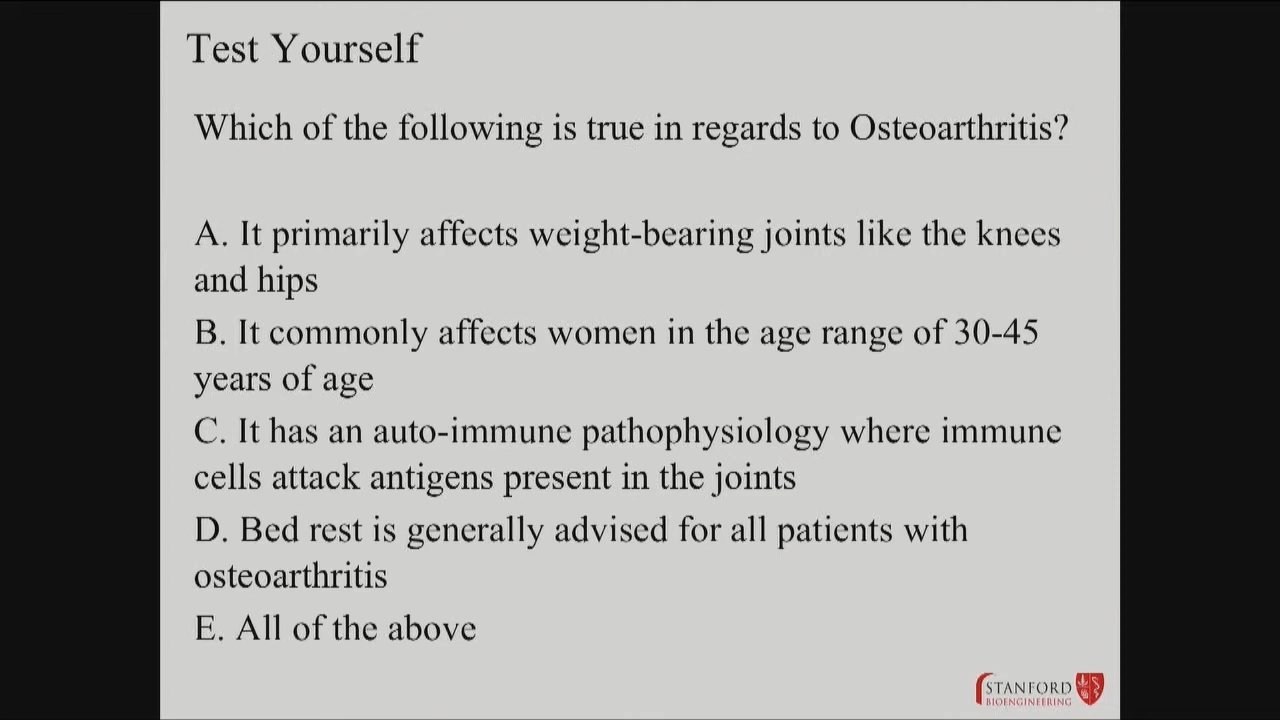 Test Yourself
Which of the following is true in regards to Osteoarthritis?
A. It primarily affects weight-bearing joints like the knees
and hips
B. It commonly affects women in the age range of 30-45
years of age
C. It has an auto-immune pathophysiology where immune
cells attack antigens present in the joints
D. Bed rest is generally advised for all patients with
osteoarthritis
E. All of the above
STANFORD
BIOENGINEERING